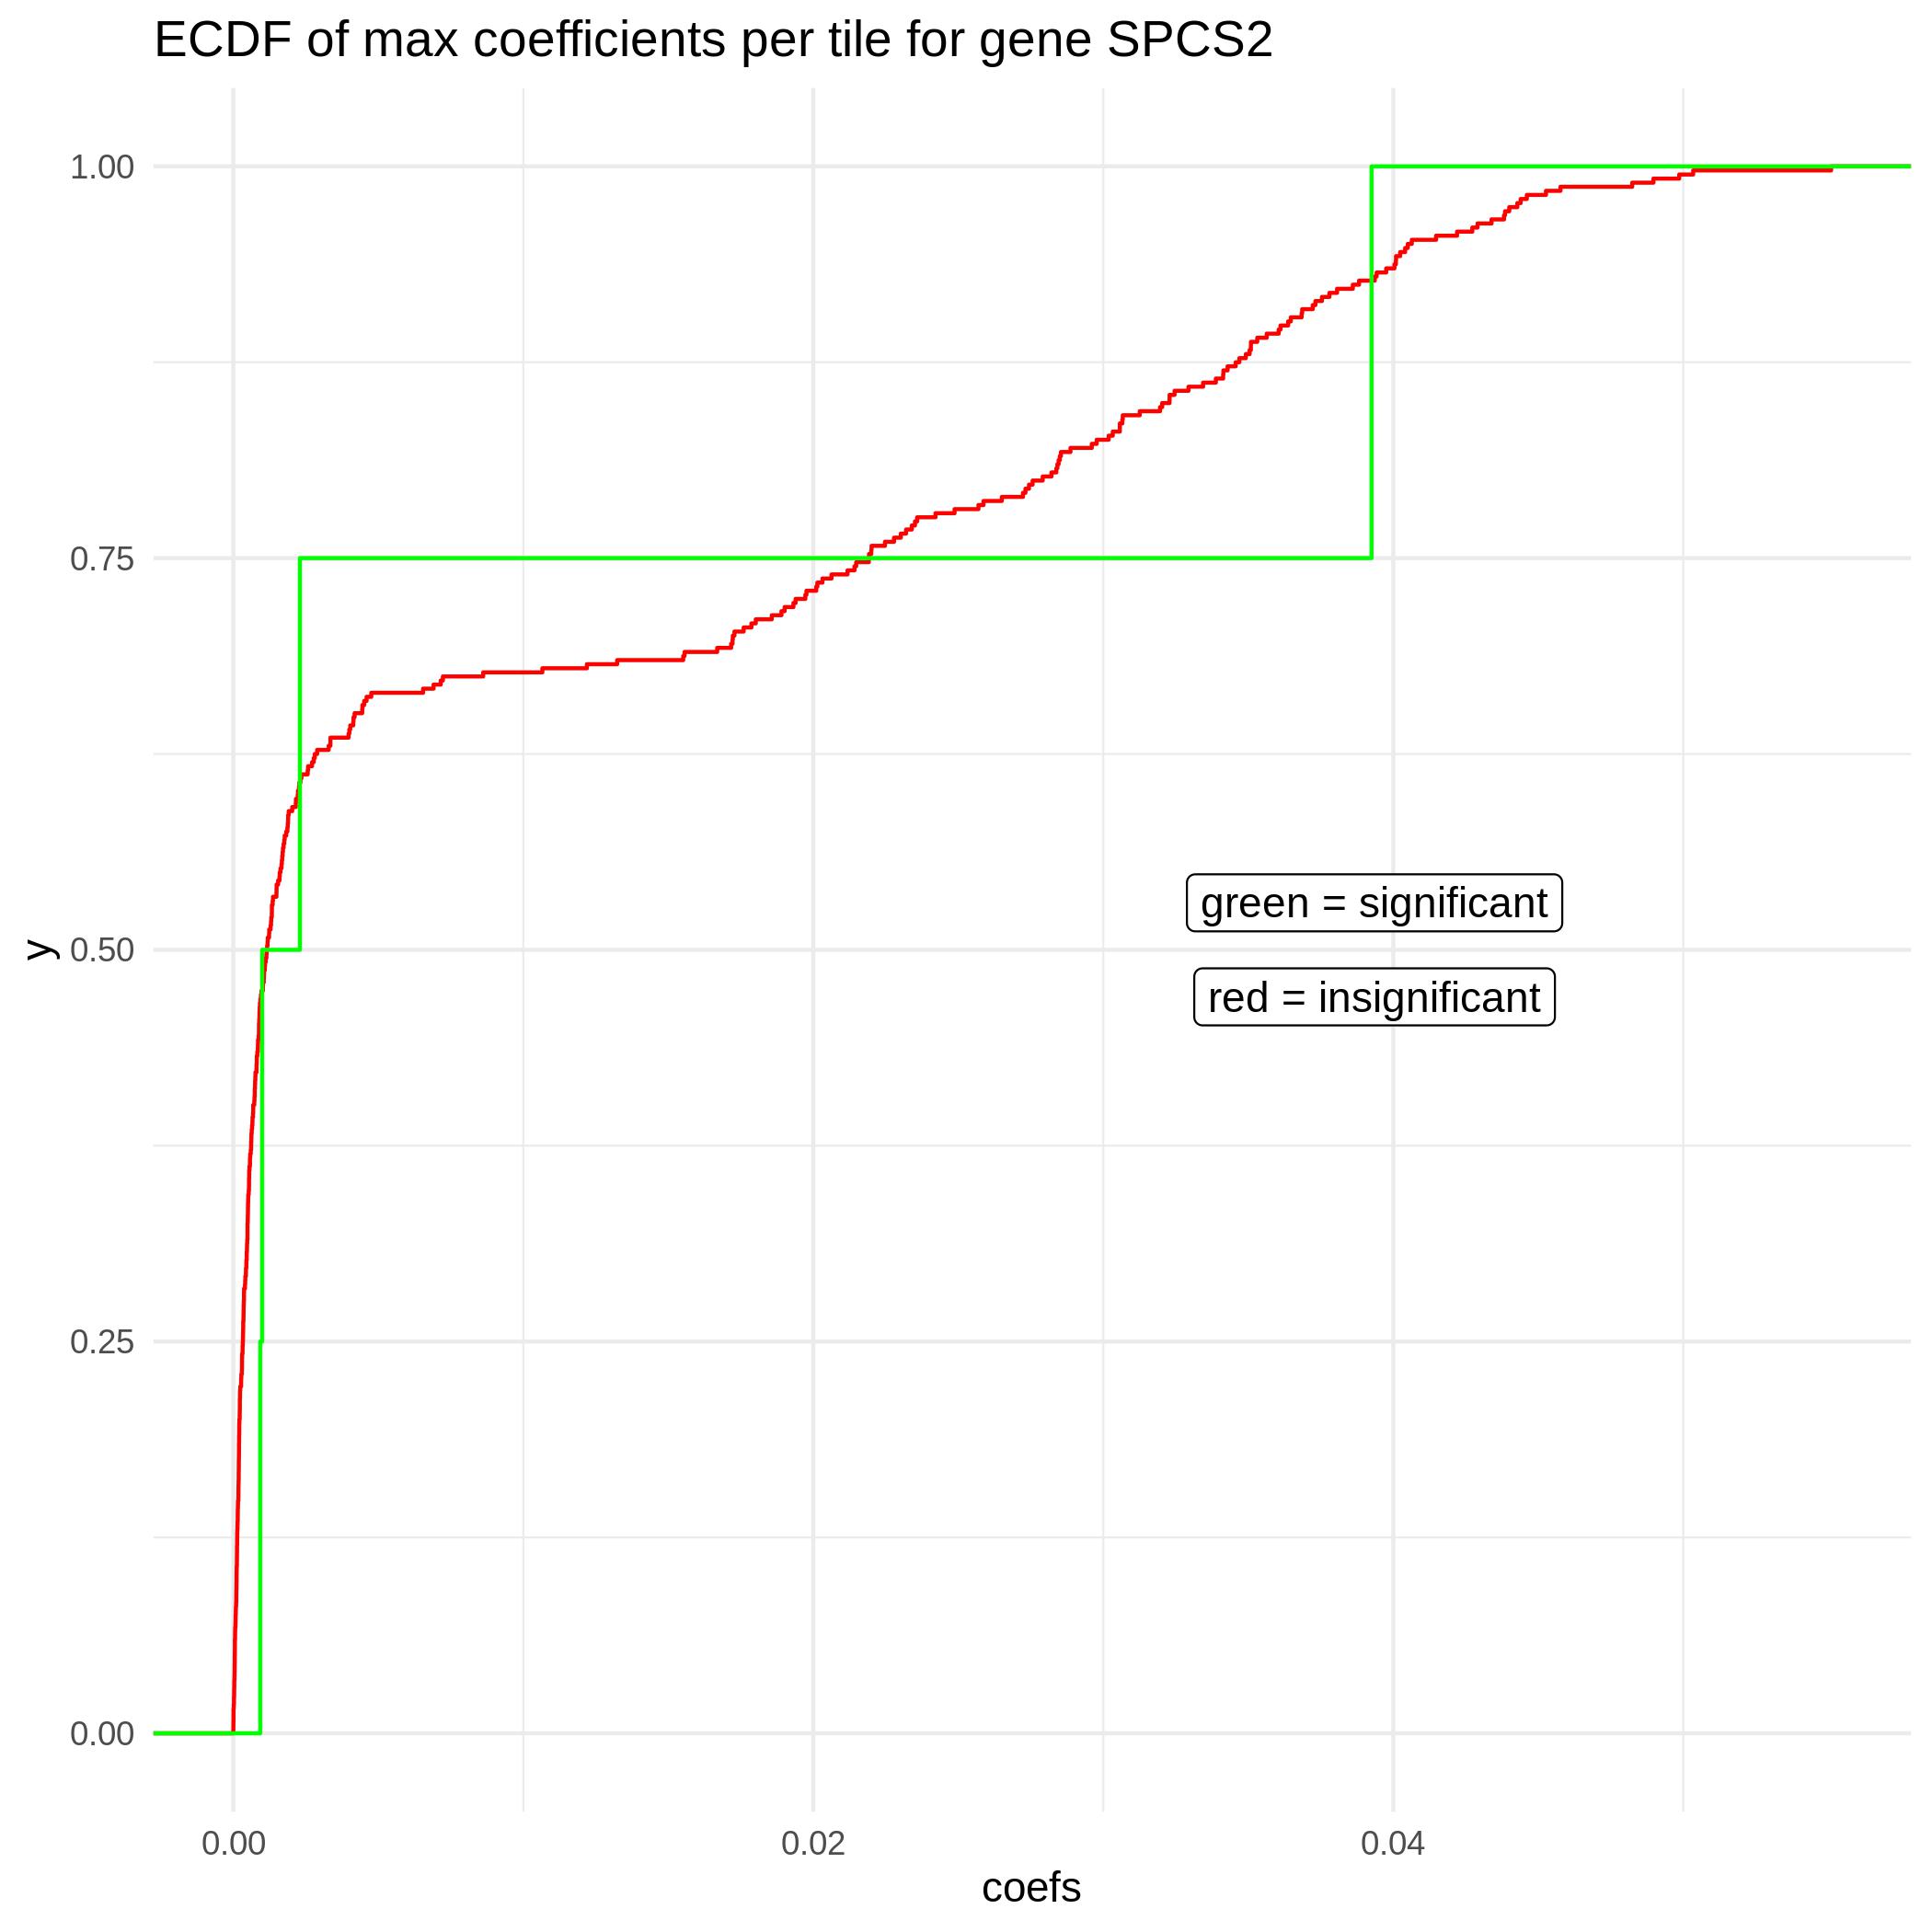 ECDF of max coefficients per tile for gene SPCS2
1.00
0.75
0.50
0.25
0.00
y
green = significant
red = insignificant
0.00
0.02
0.04
coefs